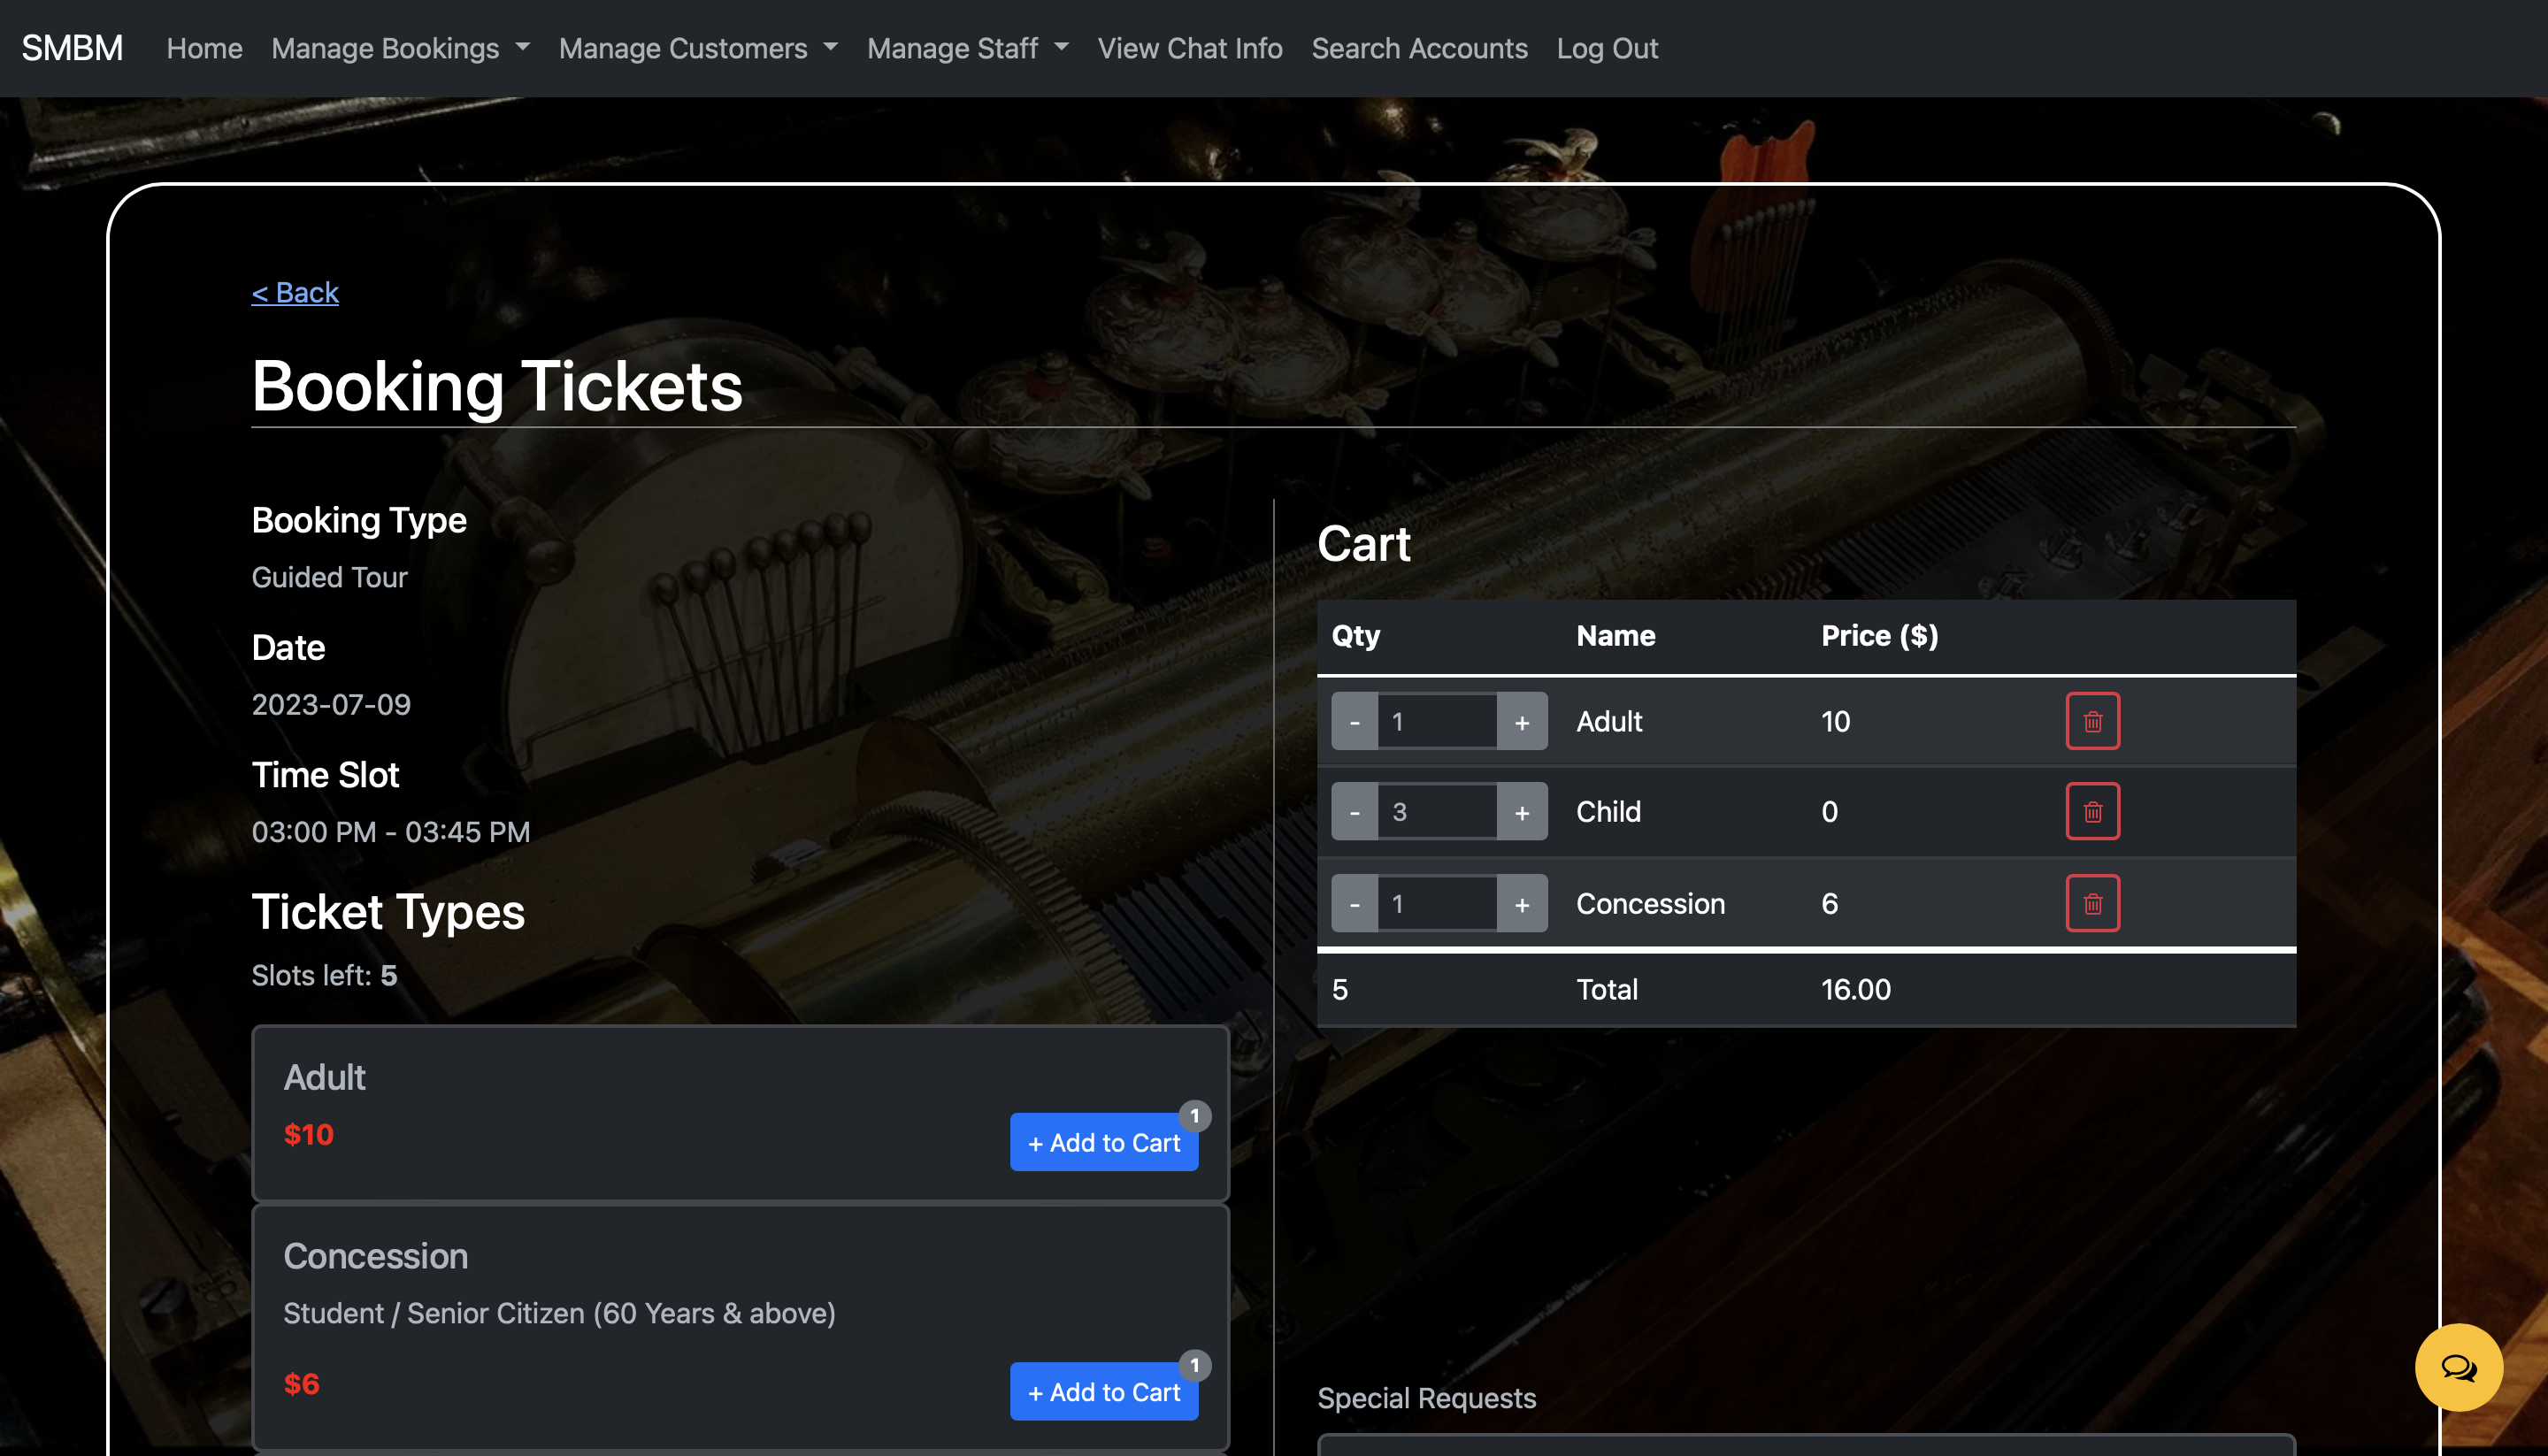 SMBM Home Manage Bookings Manage Customers Manage Staff View Chat Info Search Accounts Log Out
< Back
Booking Tickets
Booking Type
Guided Tour
Date
2023-07-09
Time Slot
03:00 PM - 03:45 PM
Ticket Types
Slots left: 5
Adult
$10
+ Add to Cart 1
Concession
Student / Senior Citizen (60 Years & above)
$6
+ Add to Cart 1
Cart
Qty Name Price ($)
- 1 + Adult 10
- 3 + Child 0
- 1 + Concession 6
5 Total 16.00
Special Requests